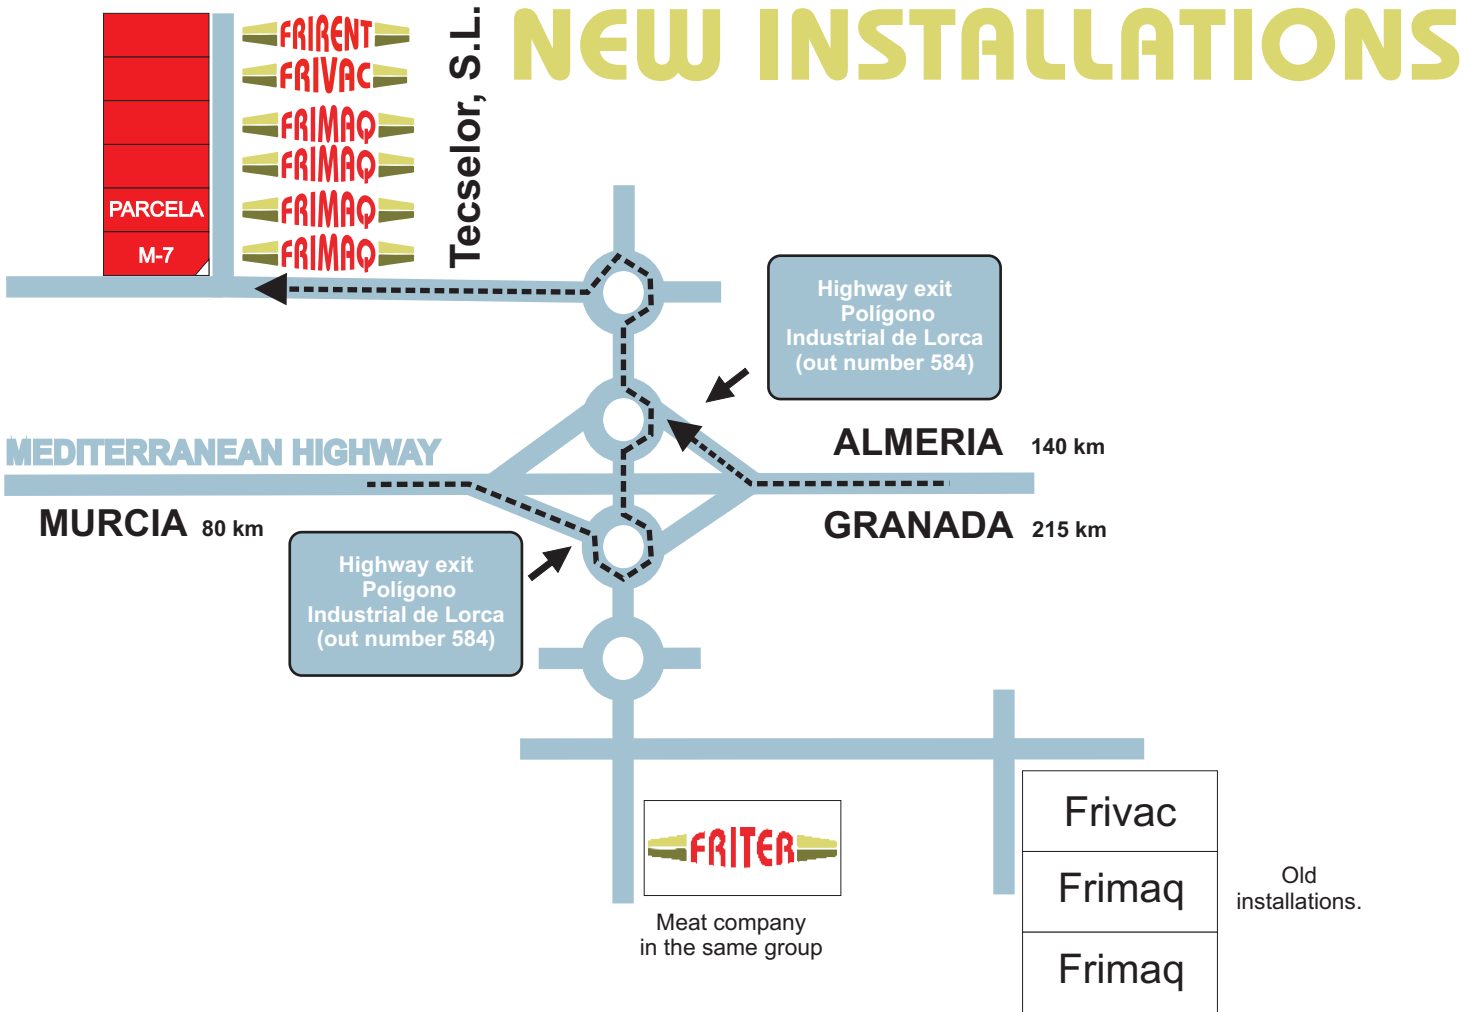 NEW INSTALLATIONS
FRIRENT
FRIVAC
FRIMAQ
FRIMAQ
FRIMAQ
FRIMAQ
Tecselor, S.L.
PARCELA
M-7
Highway exit
Polígono
Industrial de Lorca
(out number 584)
MEDITERRANEAN HIGHWAY
ALMERIA 140 km
MURCIA 80 km
GRANADA 215 km
Highway exit
Polígono
Industrial de Lorca
(out number 584)
FRITER
Meat company
in the same group
Frivac
Frimaq
Frimaq
Old
installations.